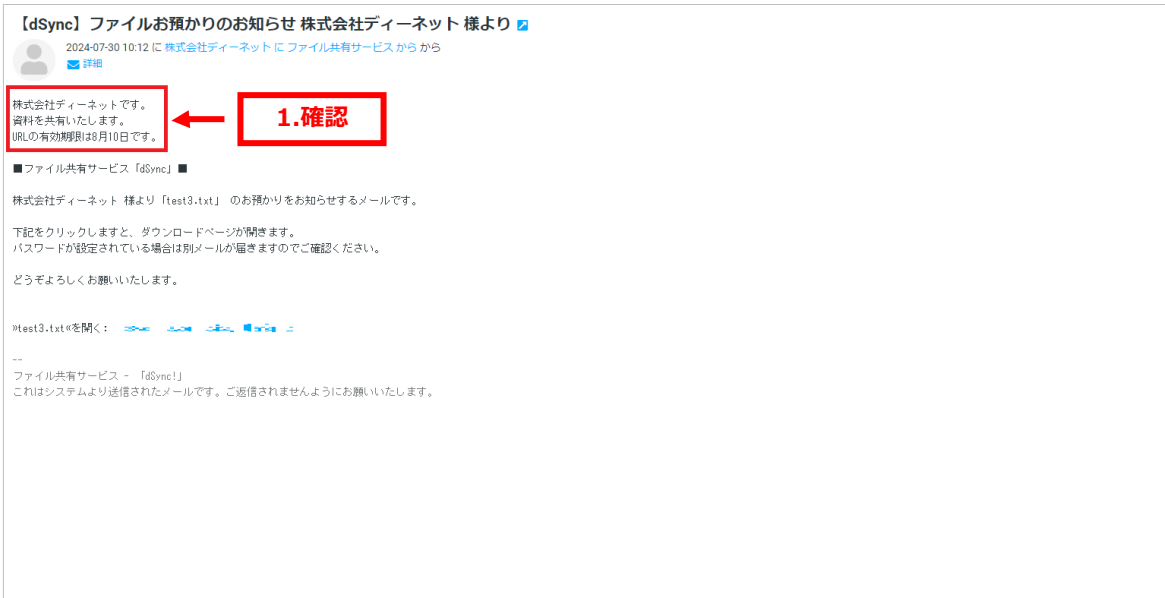 【dSync】ファイルお預かりのお知らせ 株式会社ディーネット 様より
2024-07-30 10:12 に 株式会社ディーネット に ファイル共有サービス から から
詳細
株式会社ディーネットです。
資料を共有いたします。
URLの有効期限は8月10日です。
1.確認
■ファイル共有サービス「dSync」■
株式会社ディーネット 様より「test3.txt」 のお預かりをお知らせするメールです。
下記をクリックしますと、ダウンロードページが開きます。
パスワードが設定されている場合は別メールが届きますのでご確認ください。
どうぞよろしくお願いいたします。
»test3.txt«を開く:
--
ファイル共有サービス - 「dSync!」
これはシステムより送信されたメールです。ご返信されませんようにお願いいたします。